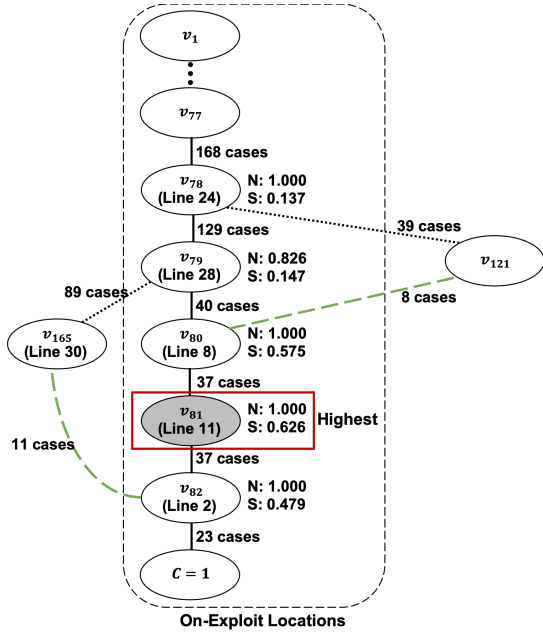 v₁
v₇₇
168 cases
v₇₈
(Line 24)
N: 1.000
S: 0.137
39 cases
129 cases
v₁₂₁
v₇₉
(Line 28)
N: 0.826
S: 0.147
89 cases
8 cases
40 cases
v₁₆₅
(Line 30)
v₈₀
(Line 8)
N: 1.000
S: 0.575
37 cases
v₈₁
(Line 11)
N: 1.000
S: 0.626
Highest
11 cases
37 cases
v₈₂
(Line 2)
N: 1.000
S: 0.479
23 cases
C = 1
On-Exploit Locations